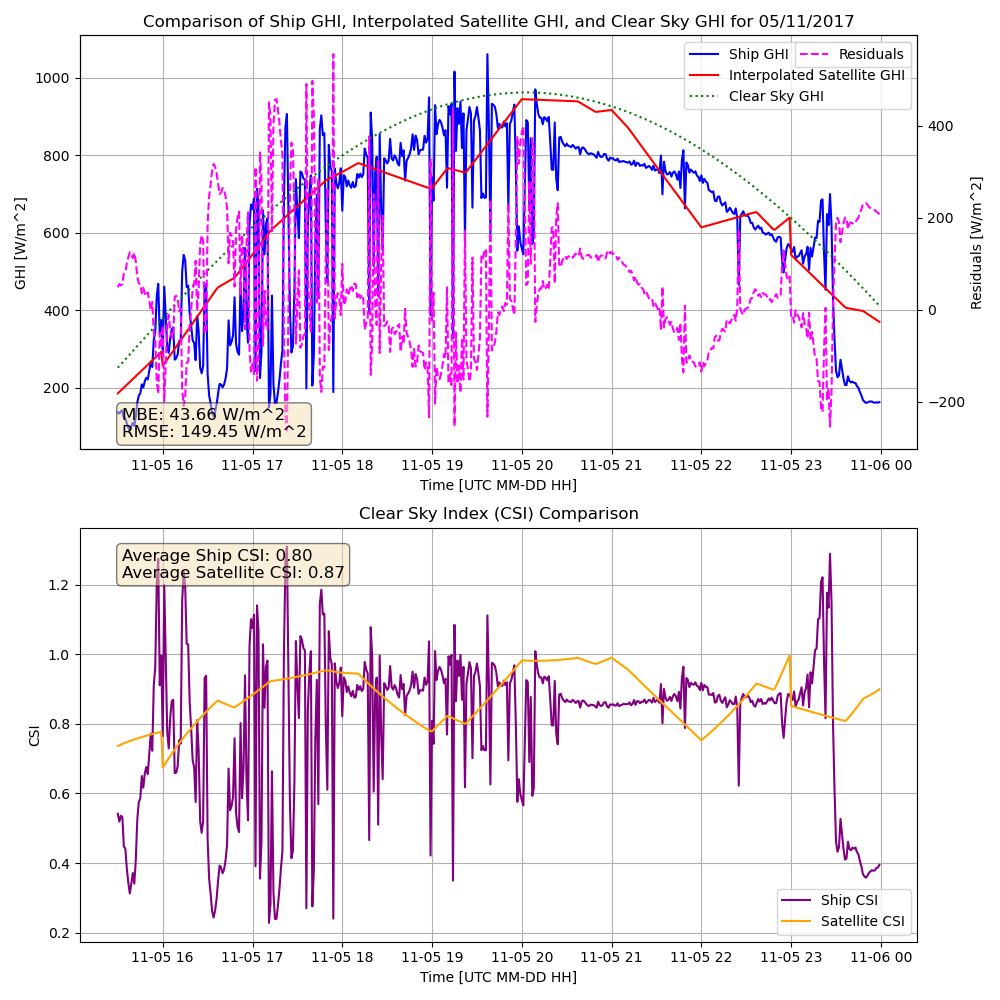 Comparison of Ship GHI, Interpolated Satellite GHI, and Clear Sky GHI for 05/11/2017
Ship GHI
Residuals
Interpolated Satellite GHI
Clear Sky GHI
GHI [W/m^2]
1000
800
600
400
200
Residuals [W/m^2]
400
200
0
−200
MBE: 43.66 W/m^2
RMSE: 149.45 W/m^2
11-05 16 11-05 17 11-05 18 11-05 19 11-05 20 11-05 21 11-05 22 11-05 23 11-06 00
Time [UTC MM-DD HH]
Clear Sky Index (CSI) Comparison
Average Ship CSI: 0.80
Average Satellite CSI: 0.87
CSI
1.2
1.0
0.8
0.6
0.4
0.2
Ship CSI
Satellite CSI
11-05 16 11-05 17 11-05 18 11-05 19 11-05 20 11-05 21 11-05 22 11-05 23 11-06 00
Time [UTC MM-DD HH]